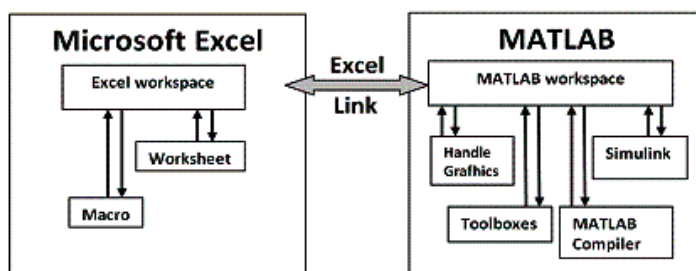 Microsoft Excel
Excel workspace
Worksheet
Macro
Excel
Link
MATLAB
MATLAB workspace
Handle
Grafhics
Simulink
Toolboxes
MATLAB
Compiler